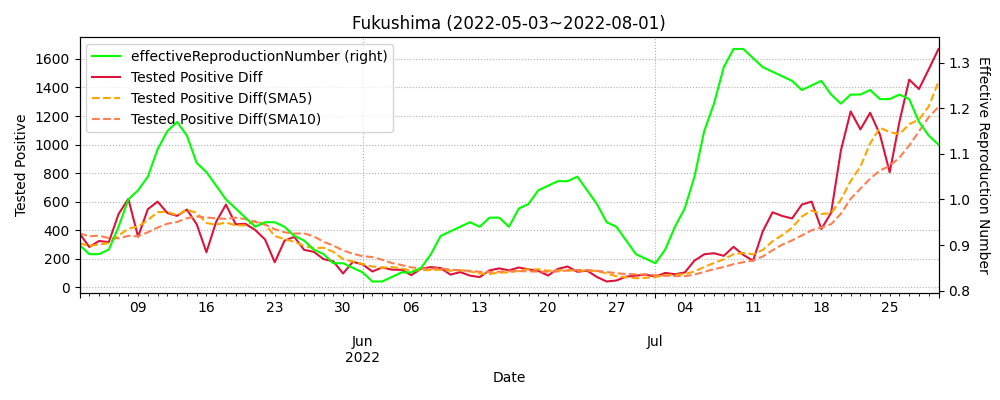 Fukushima (2022-05-03~2022-08-01)
effectiveReproductionNumber (right)
Tested Positive Diff
Tested Positive Diff(SMA5)
Tested Positive Diff(SMA10)
Tested Positive
1600
1400
1200
1000
800
600
400
200
0
Effective Reproduction Number
1.3
1.2
1.1
1.0
0.9
0.8
09 16 23 30 06 13 20 27 04 11 18 25
Jun Jul
2022
Date